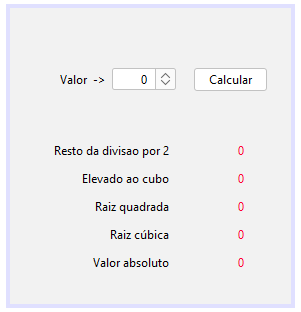 Valor -> 0 Calcular
Resto da divisao por 2 0
Elevado ao cubo 0
Raiz quadrada 0
Raiz cúbica 0
Valor absoluto 0